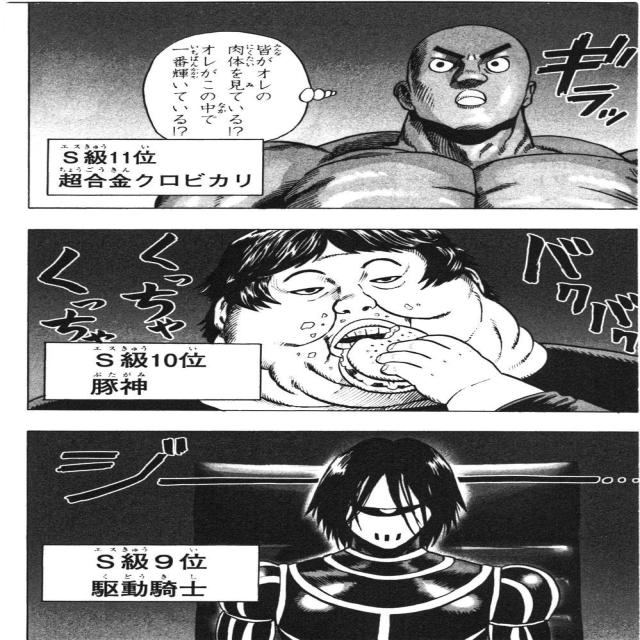 皆がオレの
肉体を見ている!?
オレがこの中で
一番輝いている!?
ギラッ
S級11位
超合金クロビカリ
バクバク
くっちゃ
くっちゃ
S級10位
豚神
ジ――…
S級9位
駆動騎士